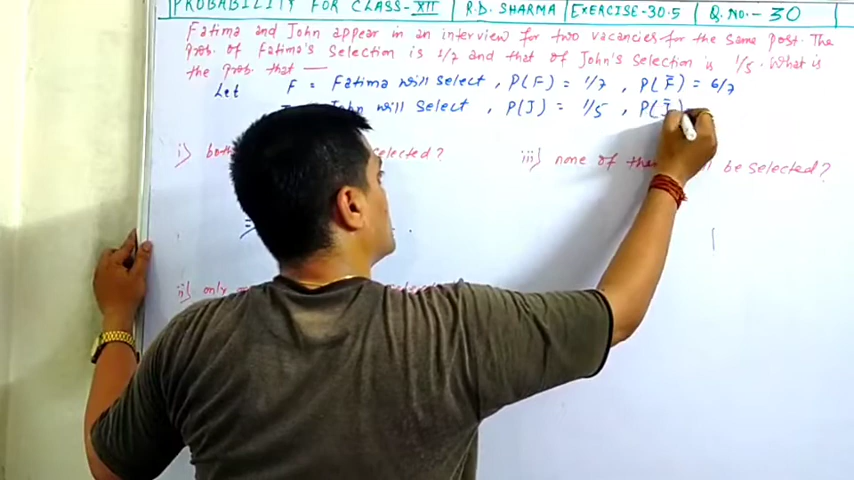 PROBABILITY FOR CLASS-XII | R.D. SHARMA | EXERCISE-30.5 | Q.NO.- 30
Fatima and John appear in an interview for two vacancies for the same post. The
Prob. of Fatima's Selection is 1/7 and that of John's Selection is 1/5. What is
the prob. that —
Let F = Fatima will Select, P(F) = 1/7, P(F̄) = 6/7
John will Select, P(J) = 1/5, P(J̄)
i) both selected?
iii) none of be selected?
ii) only